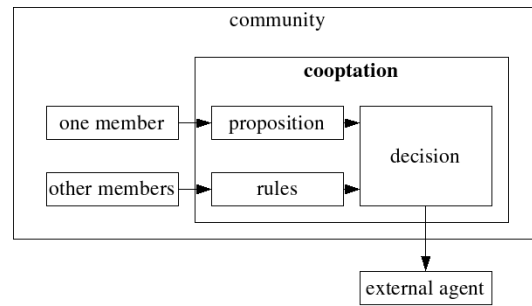 community
cooptation
one member
proposition
decision
other members
rules
external agent